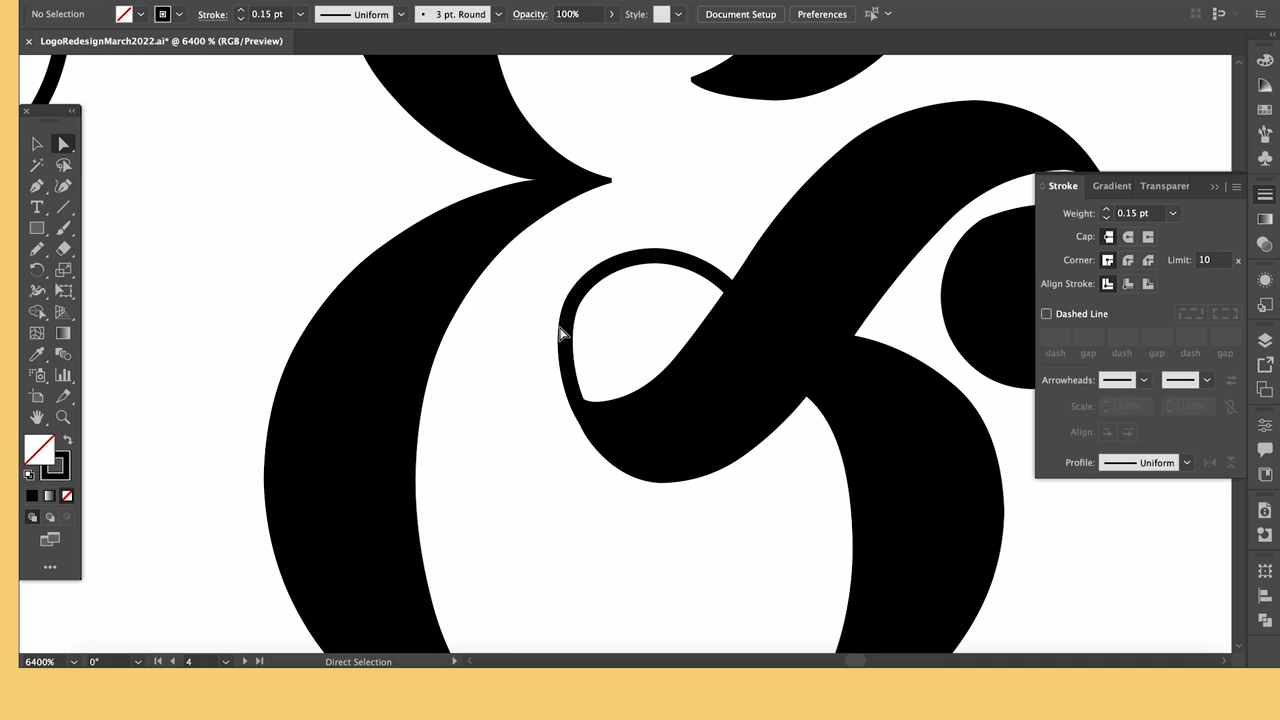 No Selection Stroke: 0.15 pt Uniform 3 pt. Round Opacity: 100% Style: Document Setup Preferences
× LogoRedesignMarch2022.ai* @ 6400 % (RGB/Preview)
Stroke Gradient Transparer
Weight: 0.15 pt
Cap:
Corner: Limit: 10 x
Align Stroke:
Dashed Line
dash gap dash gap dash gap
Arrowheads:
Scale: 100% 100%
Align:
Profile: Uniform
6400% 0° 4 Direct Selection